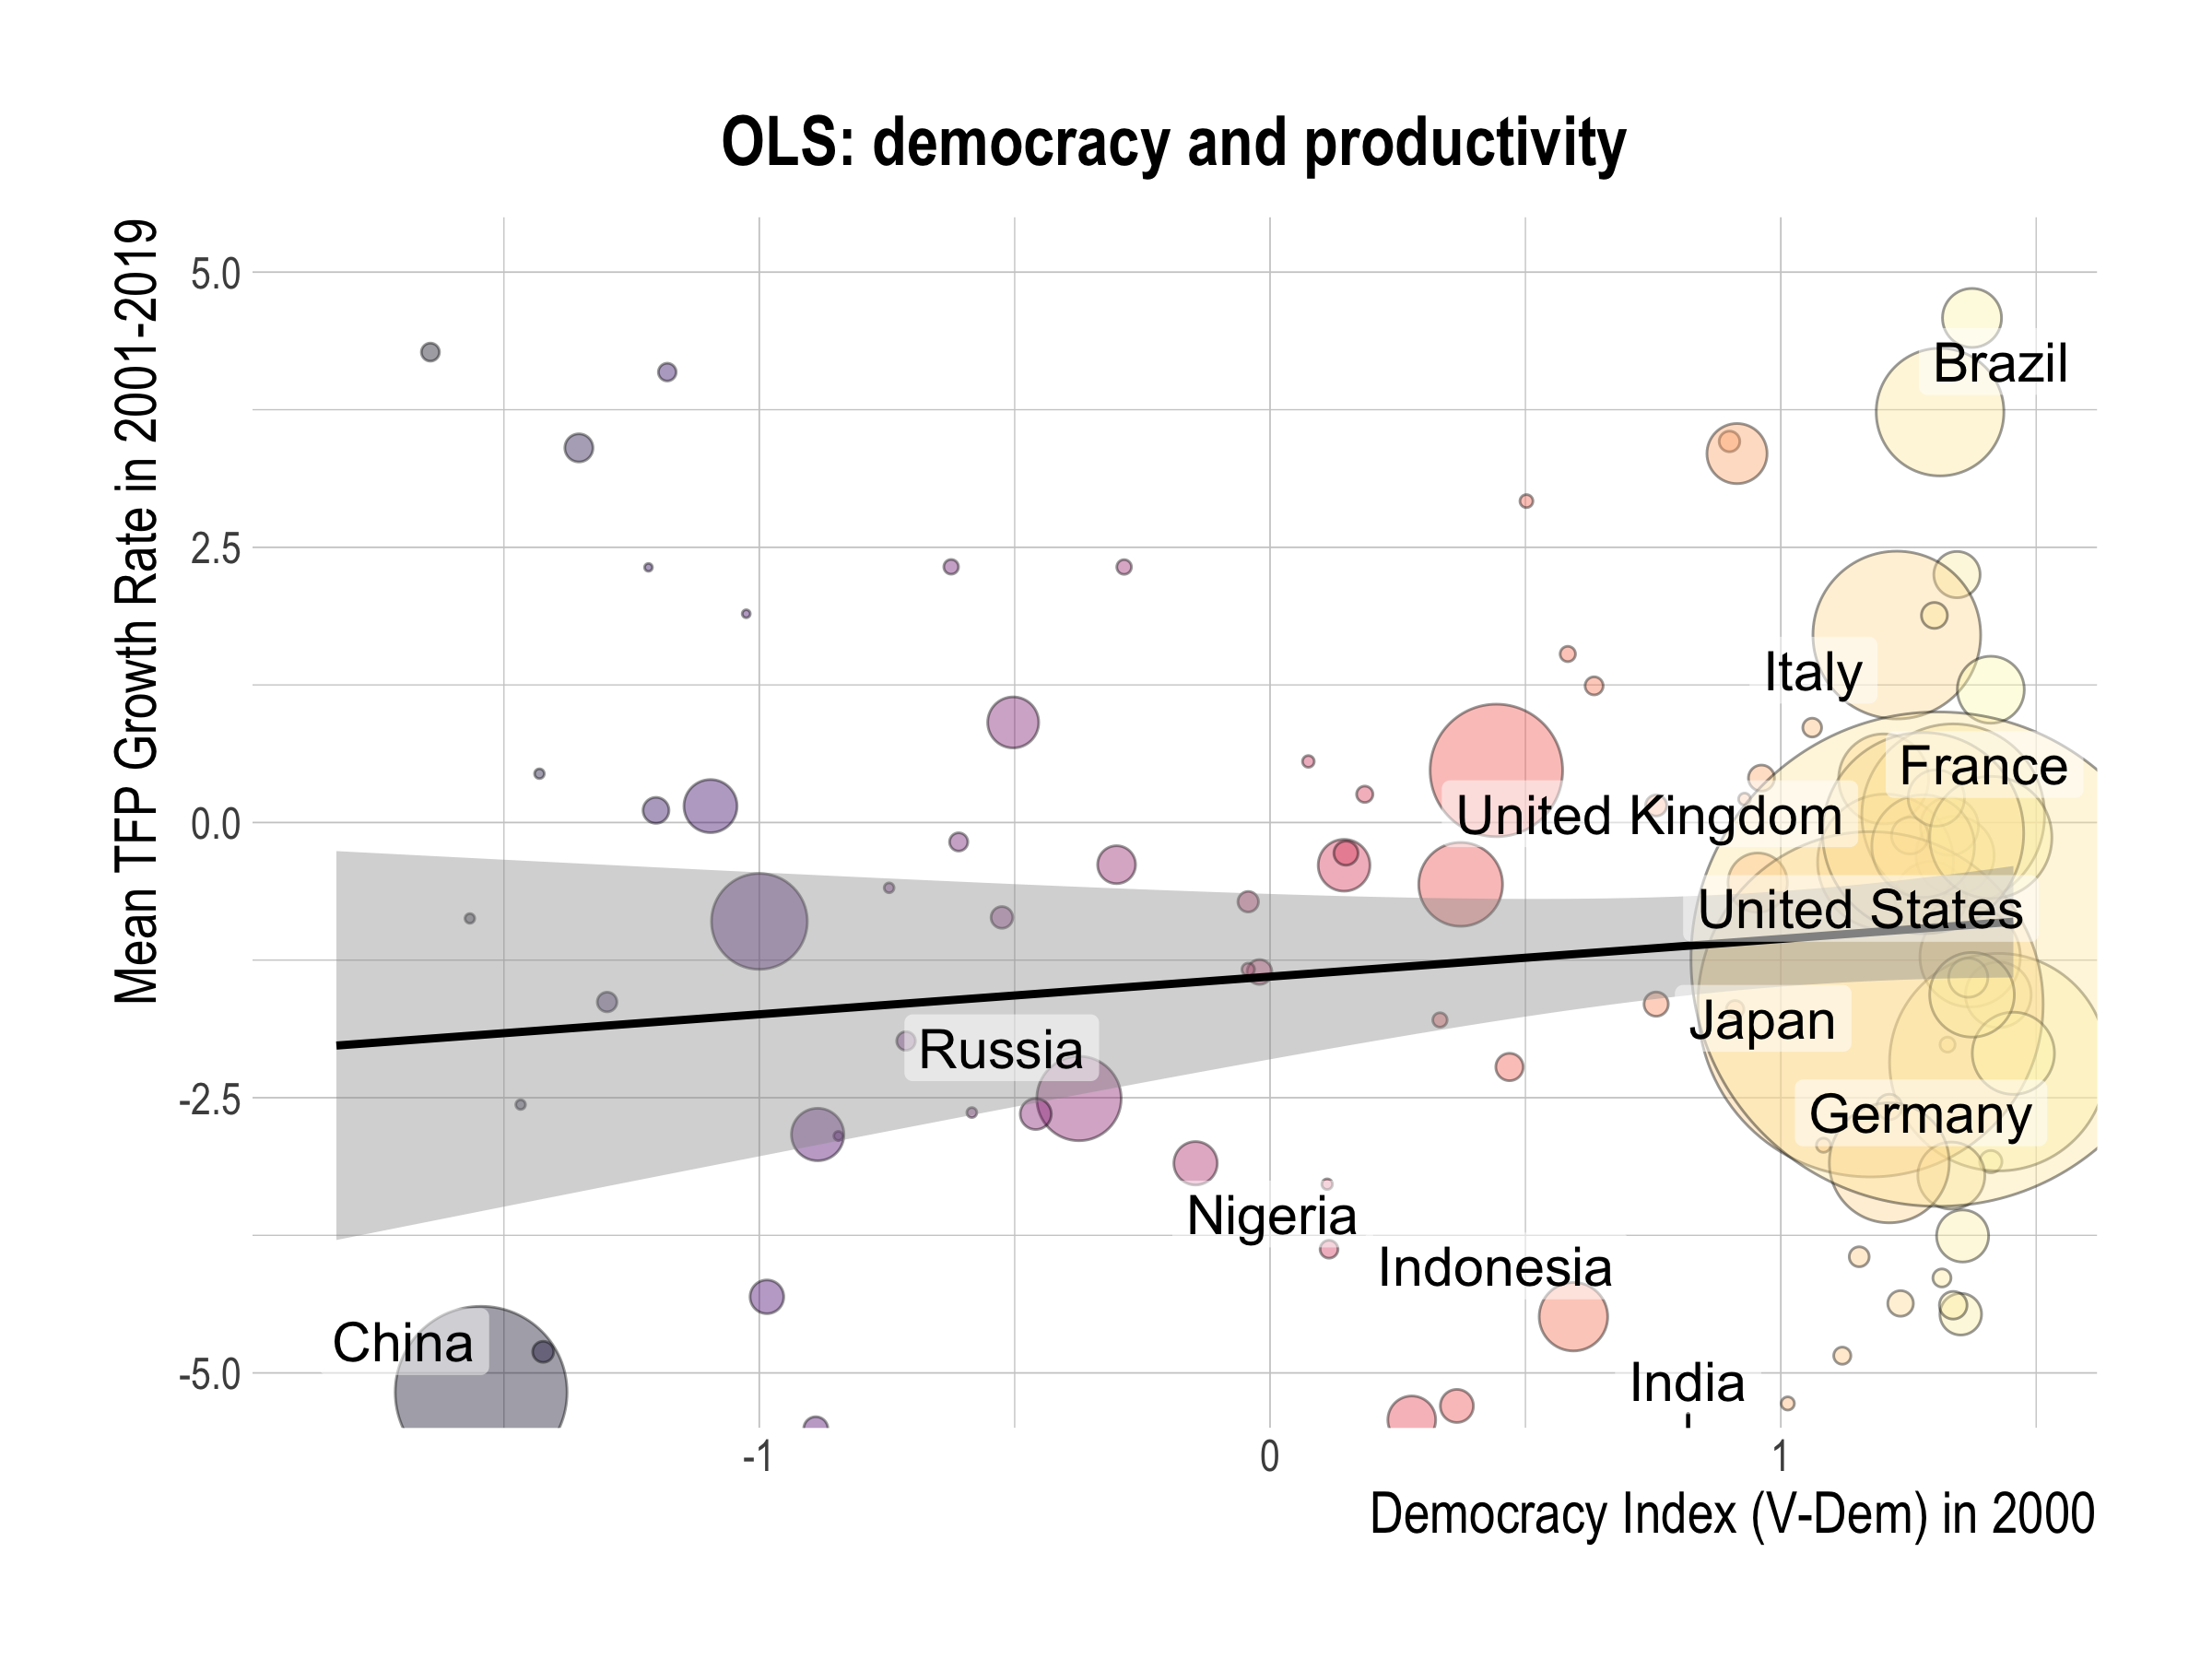 OLS: democracy and productivity
Mean TFP Growth Rate in 2001-2019
5.0
2.5
0.0
-2.5
-5.0
Brazil
Italy
France
United Kingdom
United States
Japan
Russia
Germany
Nigeria
Indonesia
China
India
-1
0
1
Democracy Index (V-Dem) in 2000